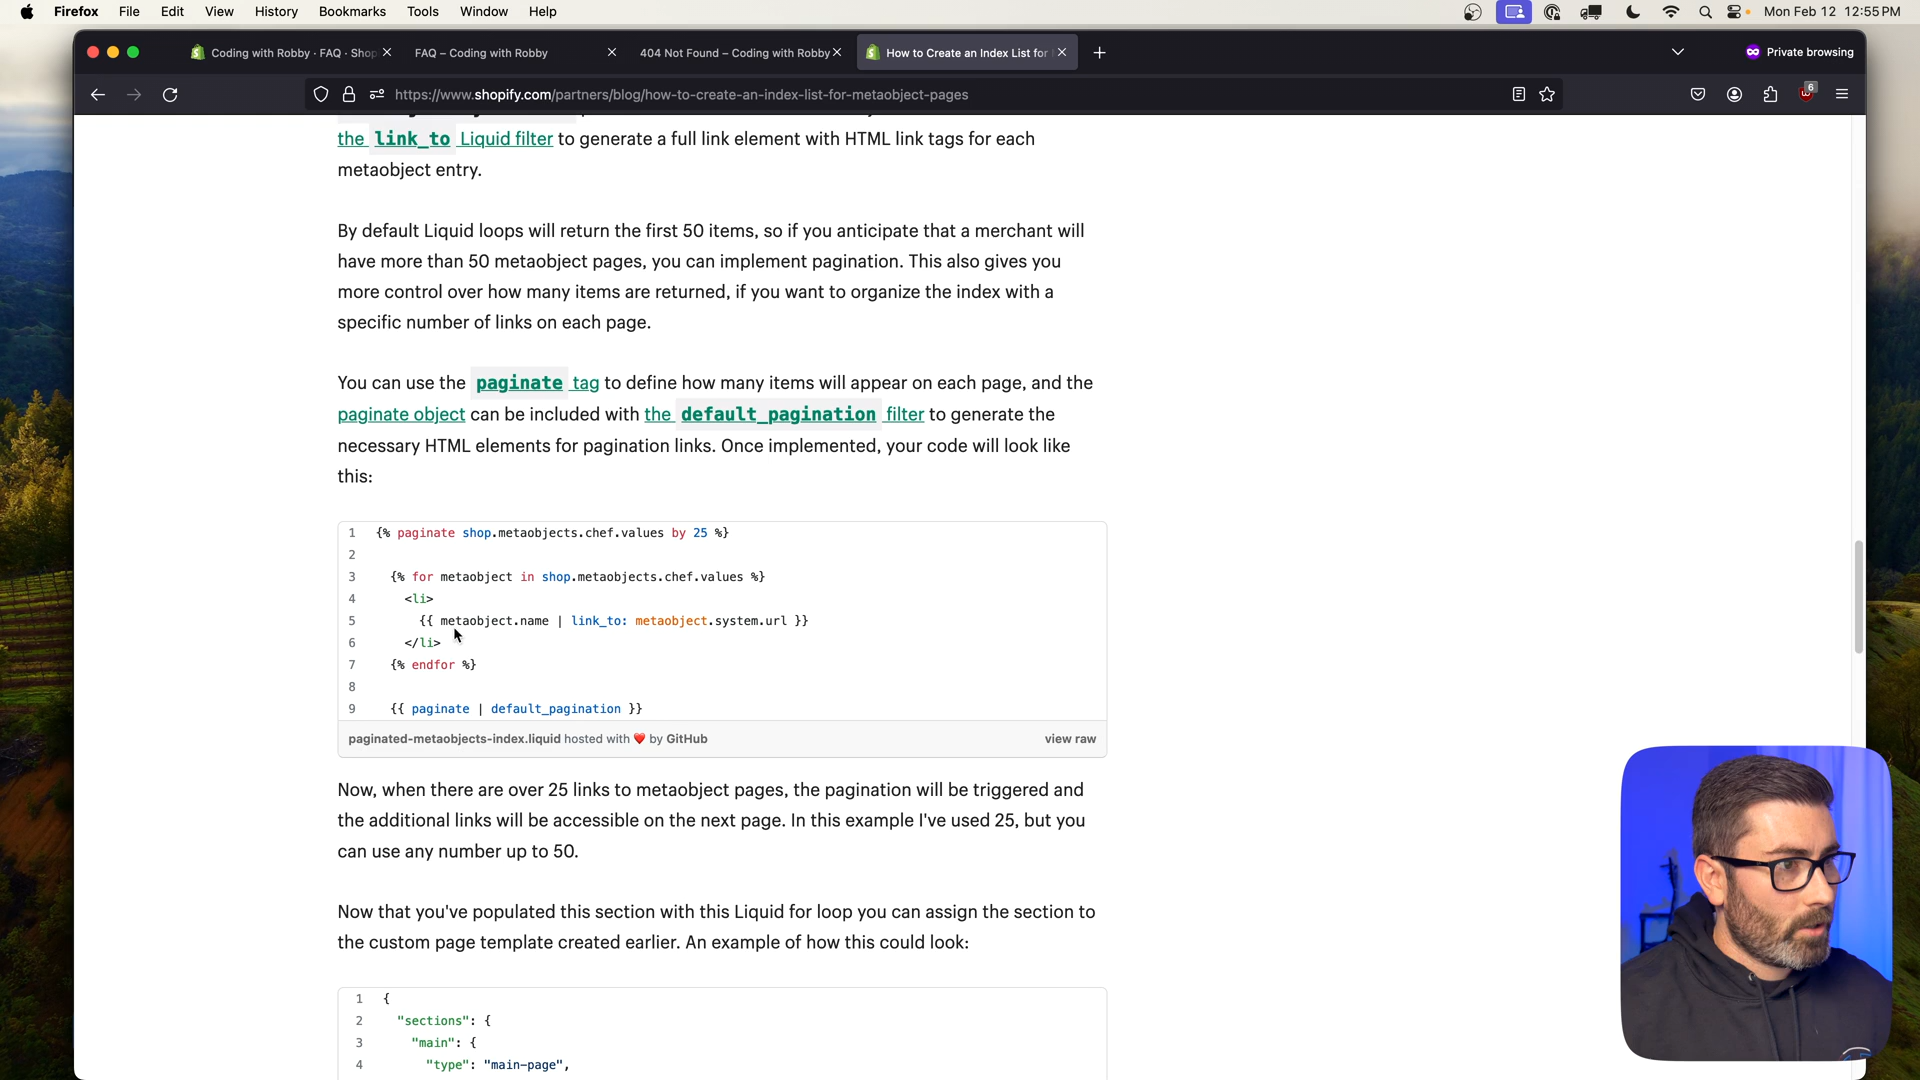 Firefox File Edit View History Bookmarks Tools Window Help
Mon Feb 12 12:55 PM
Coding with Robby · FAQ · Shop
FAQ – Coding with Robby
404 Not Found – Coding with Robby
How to Create an Index List for
Private browsing
https://www.shopify.com/partners/blog/how-to-create-an-index-list-for-metaobject-pages
6
the link_to Liquid filter to generate a full link element with HTML link tags for each
metaobject entry.
By default Liquid loops will return the first 50 items, so if you anticipate that a merchant will
have more than 50 metaobject pages, you can implement pagination. This also gives you
more control over how many items are returned, if you want to organize the index with a
specific number of links on each page.
You can use the paginate tag to define how many items will appear on each page, and the
paginate object can be included with the default_pagination filter to generate the
necessary HTML elements for pagination links. Once implemented, your code will look like
this:
1 {% paginate shop.metaobjects.chef.values by 25 %}
2
3 {% for metaobject in shop.metaobjects.chef.values %}
4 <li>
5 {{ metaobject.name | link_to: metaobject.system.url }}
6 </li>
7 {% endfor %}
8
9 {{ paginate | default_pagination }}
paginated-metaobjects-index.liquid hosted with ❤ by GitHub view raw
Now, when there are over 25 links to metaobject pages, the pagination will be triggered and
the additional links will be accessible on the next page. In this example I've used 25, but you
can use any number up to 50.
Now that you've populated this section with this Liquid for loop you can assign the section to
the custom page template created earlier. An example of how this could look:
1 {
2 "sections": {
3 "main": {
4 "type": "main-page",